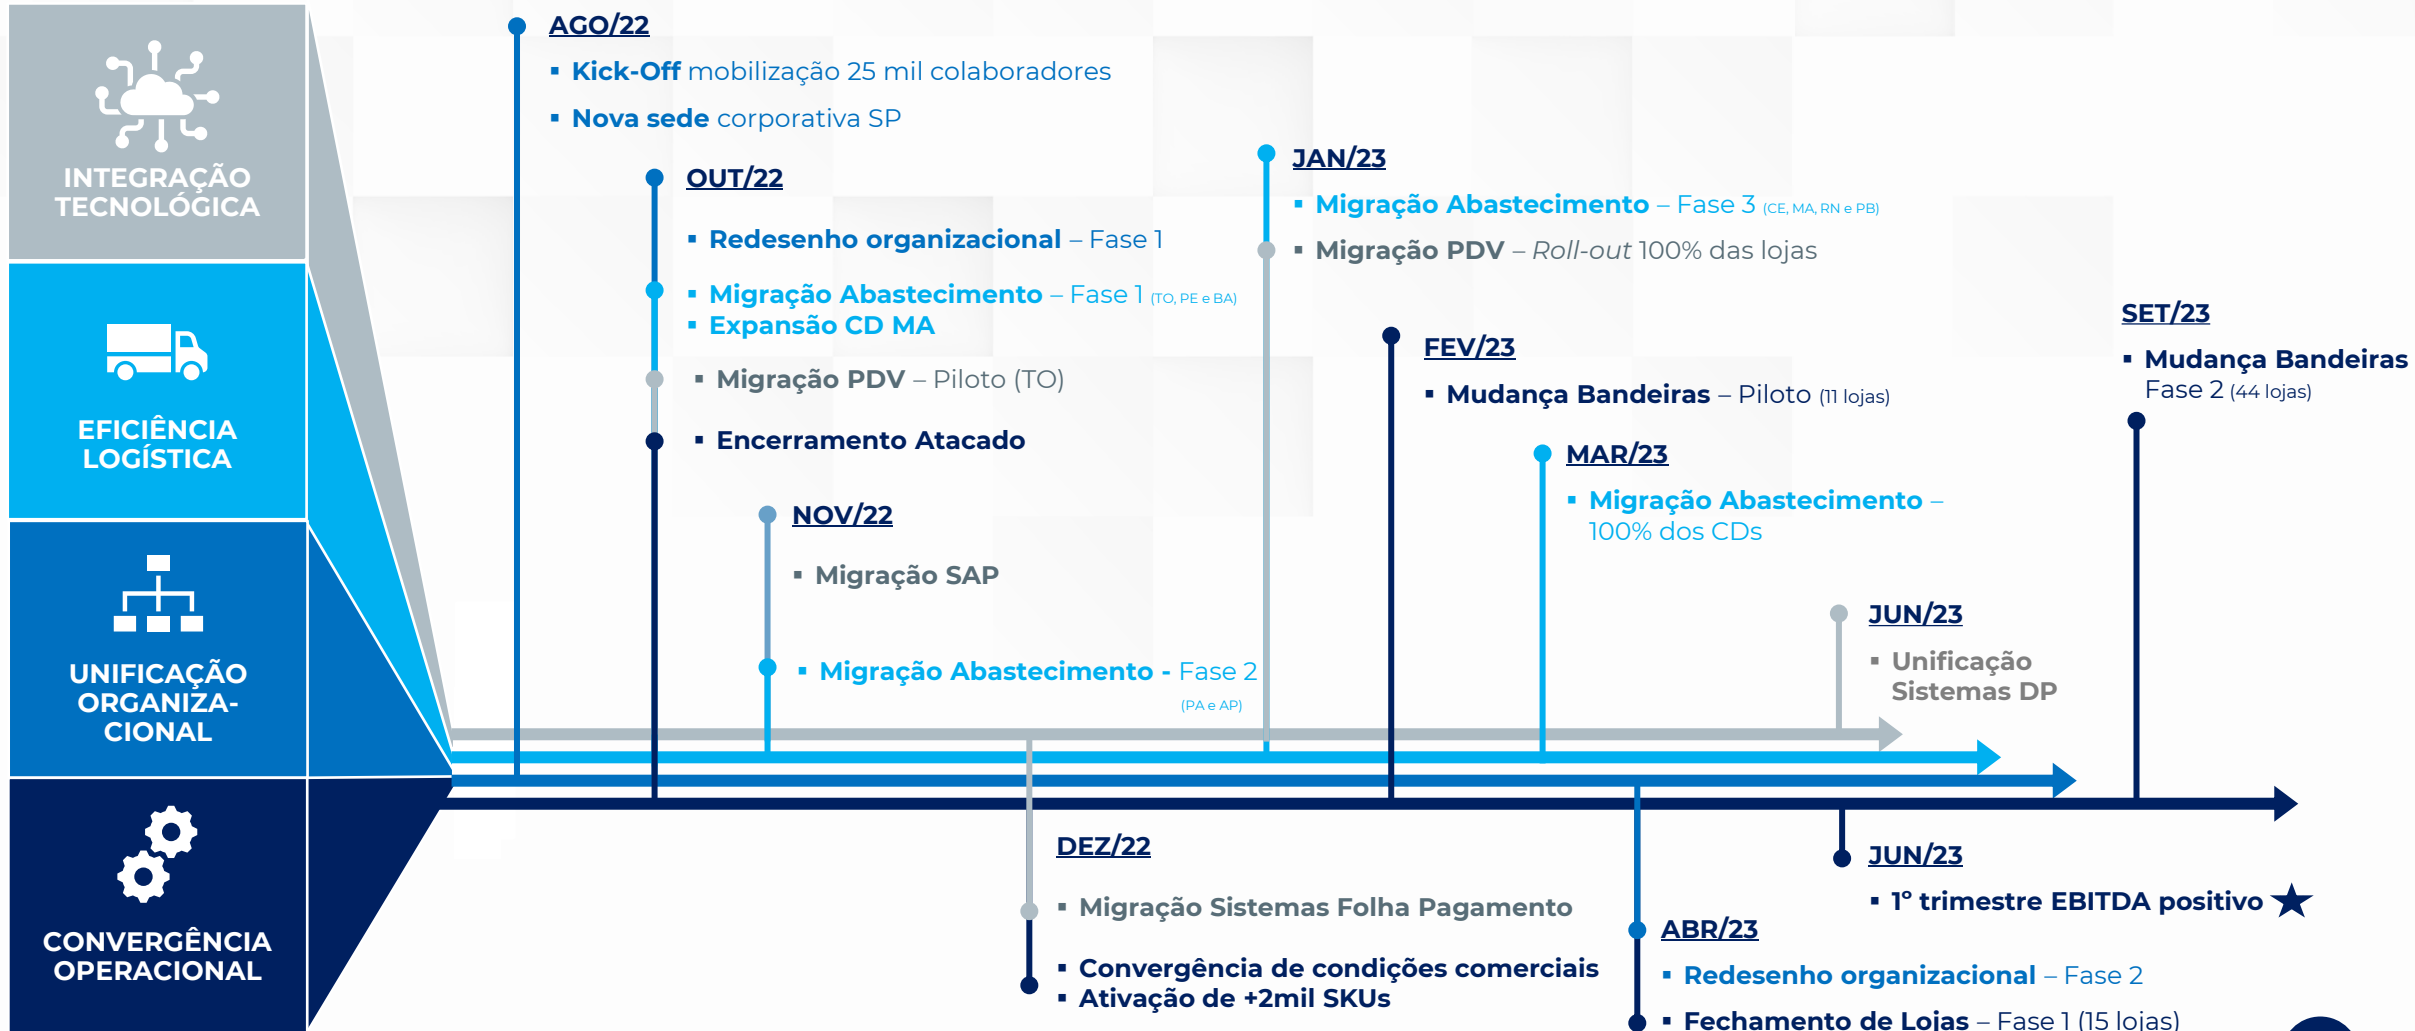 INTEGRAÇÃO
TECNOLÓGICA
EFICIÊNCIA
LOGÍSTICA
UNIFICAÇÃO
ORGANIZA-
CIONAL
CONVERGÊNCIA
OPERACIONAL
AGO/22
▪ Kick-Off mobilização 25 mil colaboradores
▪ Nova sede corporativa SP
OUT/22
▪ Redesenho organizacional – Fase 1
▪ Migração Abastecimento – Fase 1 (TO, PE e BA)
▪ Expansão CD MA
▪ Migração PDV – Piloto (TO)
▪ Encerramento Atacado
NOV/22
▪ Migração SAP
▪ Migração Abastecimento - Fase 2
(PA e AP)
DEZ/22
▪ Migração Sistemas Folha Pagamento
▪ Convergência de condições comerciais
▪ Ativação de +2mil SKUs
JAN/23
▪ Migração Abastecimento – Fase 3 (CE, MA, RN e PB)
▪ Migração PDV – Roll-out 100% das lojas
FEV/23
▪ Mudança Bandeiras – Piloto (11 lojas)
MAR/23
▪ Migração Abastecimento –
100% dos CDs
ABR/23
▪ Redesenho organizacional – Fase 2
▪ Fechamento de Lojas – Fase 1 (15 lojas)
JUN/23
▪ Unificação
Sistemas DP
JUN/23
▪ 1º trimestre EBITDA positivo
SET/23
▪ Mudança Bandeiras
Fase 2 (44 lojas)